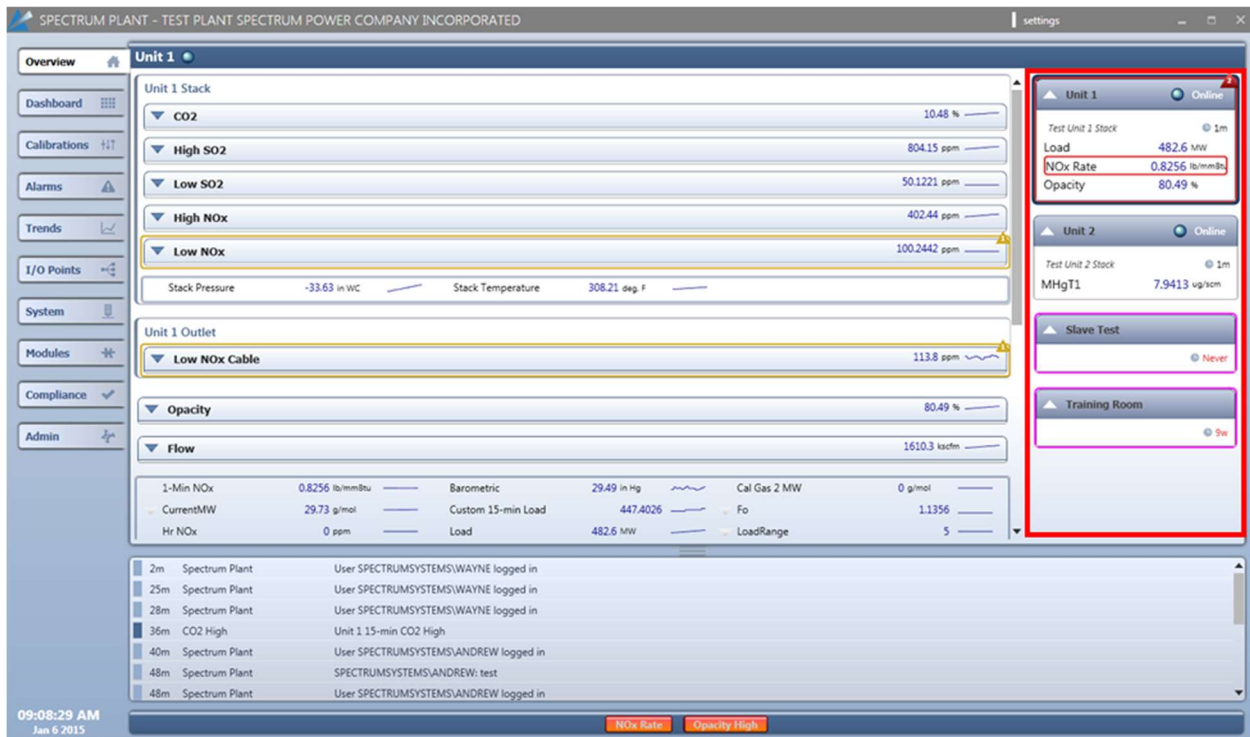 SPECTRUM PLANT - TEST PLANT SPECTRUM POWER COMPANY INCORPORATED
settings
Overview
Dashboard
Calibrations
Alarms
Trends
I/O Points
System
Modules
Compliance
Admin
09:08:29 AM
Jan 6 2015
Unit 1
Unit 1 Stack
CO2 10.48 %
High SO2 804.15 ppm
Low SO2 50.1221 ppm
High NOx 402.44 ppm
Low NOx 100.2442 ppm
Stack Pressure -33.63 in WC Stack Temperature 308.21 deg. F
Unit 1 Outlet
Low NOx Cable 113.8 ppm
Opacity 80.49 %
Flow 1610.3 kscfm
1-Min NOx 0.8256 lb/mmBtu Barometric 29.49 in Hg Cal Gas 2 MW 0 g/mol
CurrentMW 29.73 g/mol Custom 15-min Load 447.4026 Fo 1.1356
Hr NOx 0 ppm Load 482.6 MW LoadRange 5
2
Unit 1 Online
Test Unit 1 Stack 1m
Load 482.6 MW
NOx Rate 0.8256 lb/mmBtu
Opacity 80.49 %
Unit 2 Online
Test Unit 2 Stack 1m
MHgT1 7.9413 ug/scm
Slave Test
Never
Training Room
9w
2m Spectrum Plant User SPECTRUMSYSTEMS\WAYNE logged in
25m Spectrum Plant User SPECTRUMSYSTEMS\WAYNE logged in
28m Spectrum Plant User SPECTRUMSYSTEMS\WAYNE logged in
36m CO2 High Unit 1 15-min CO2 High
40m Spectrum Plant User SPECTRUMSYSTEMS\ANDREW logged in
48m Spectrum Plant SPECTRUMSYSTEMS\ANDREW: test
48m Spectrum Plant User SPECTRUMSYSTEMS\ANDREW logged in
NOx Rate Opacity High